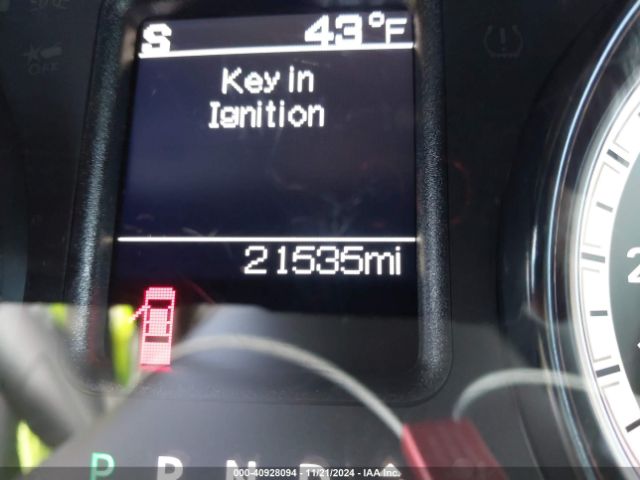 S 43°F
Key in
Ignition
21535mi
P R N D
000-40928094 - 11/21/2024 - IAA Inc.